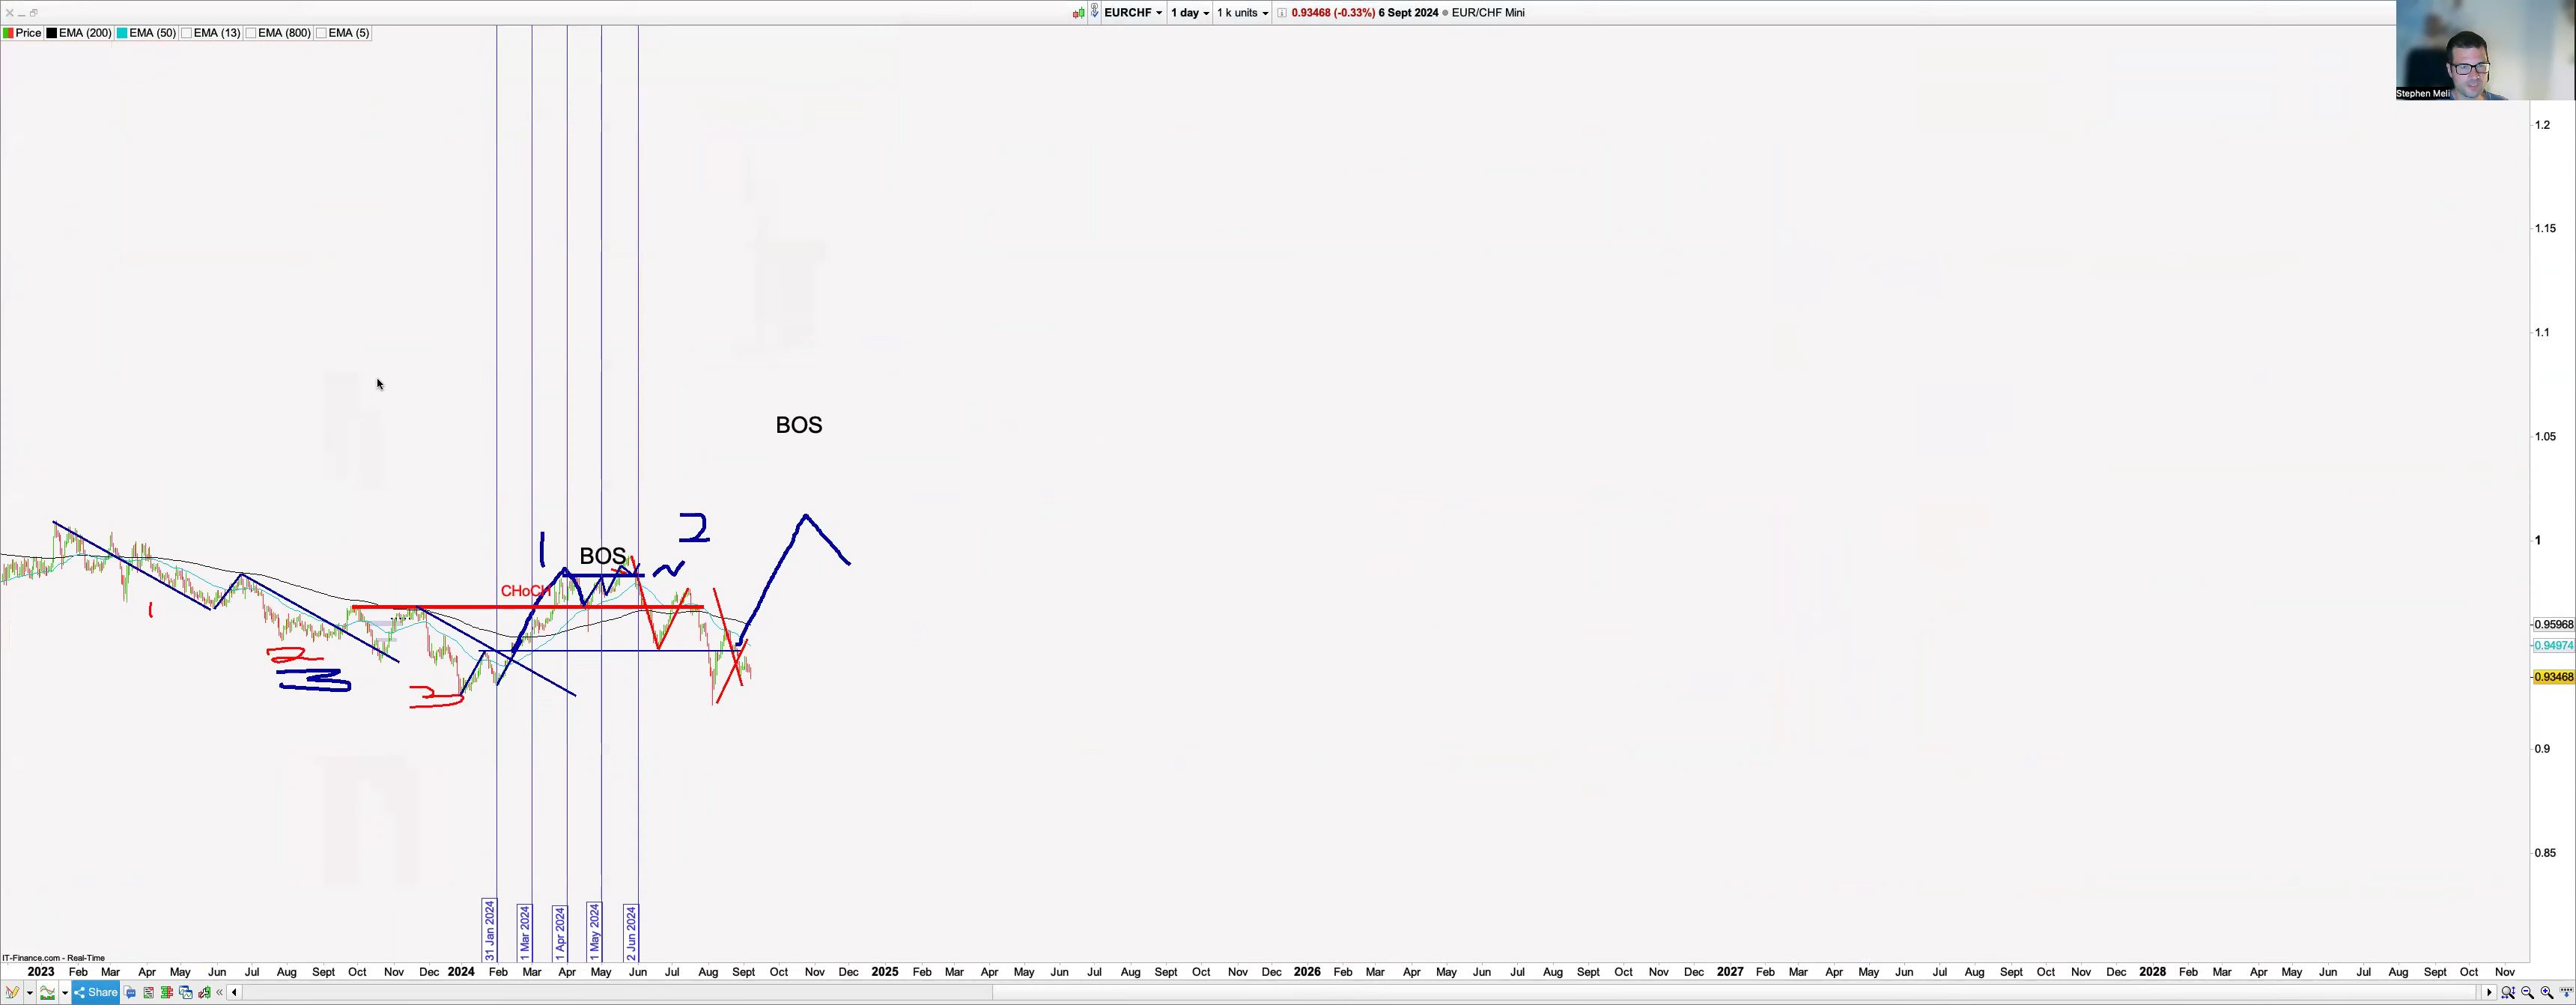 EURCHF 1 day 1 k units 0.93468 (-0.33%) 6 Sept 2024 EUR/CHF Mini
Price EMA (200) EMA (50) EMA (13) EMA (800) EMA (5)
Stephen Meli
1.2
1.15
1.1
BOS
1.05
2
1
1
BOS
CHoCH
1
0.95968
2
0.94974
0.93468
3
0.9
0.85
31 Jan 2024
1 Mar 2024
1 Apr 2024
1 May 2024
2 Jun 2024
IT-Finance.com - Real-Time
2023 Feb Mar Apr May Jun Jul Aug Sept Oct Nov Dec 2024 Feb Mar Apr May Jun Jul Aug Sept Oct Nov Dec 2025 Feb Mar Apr May Jun Jul Aug Sept Oct Nov Dec 2026 Feb Mar Apr May Jun Jul Aug Sept Oct Nov Dec 2027 Feb Mar Apr May Jun Jul Aug Sept Oct Nov Dec 2028 Feb Mar Apr May Jun Jul Aug Sept Oct Nov
Share